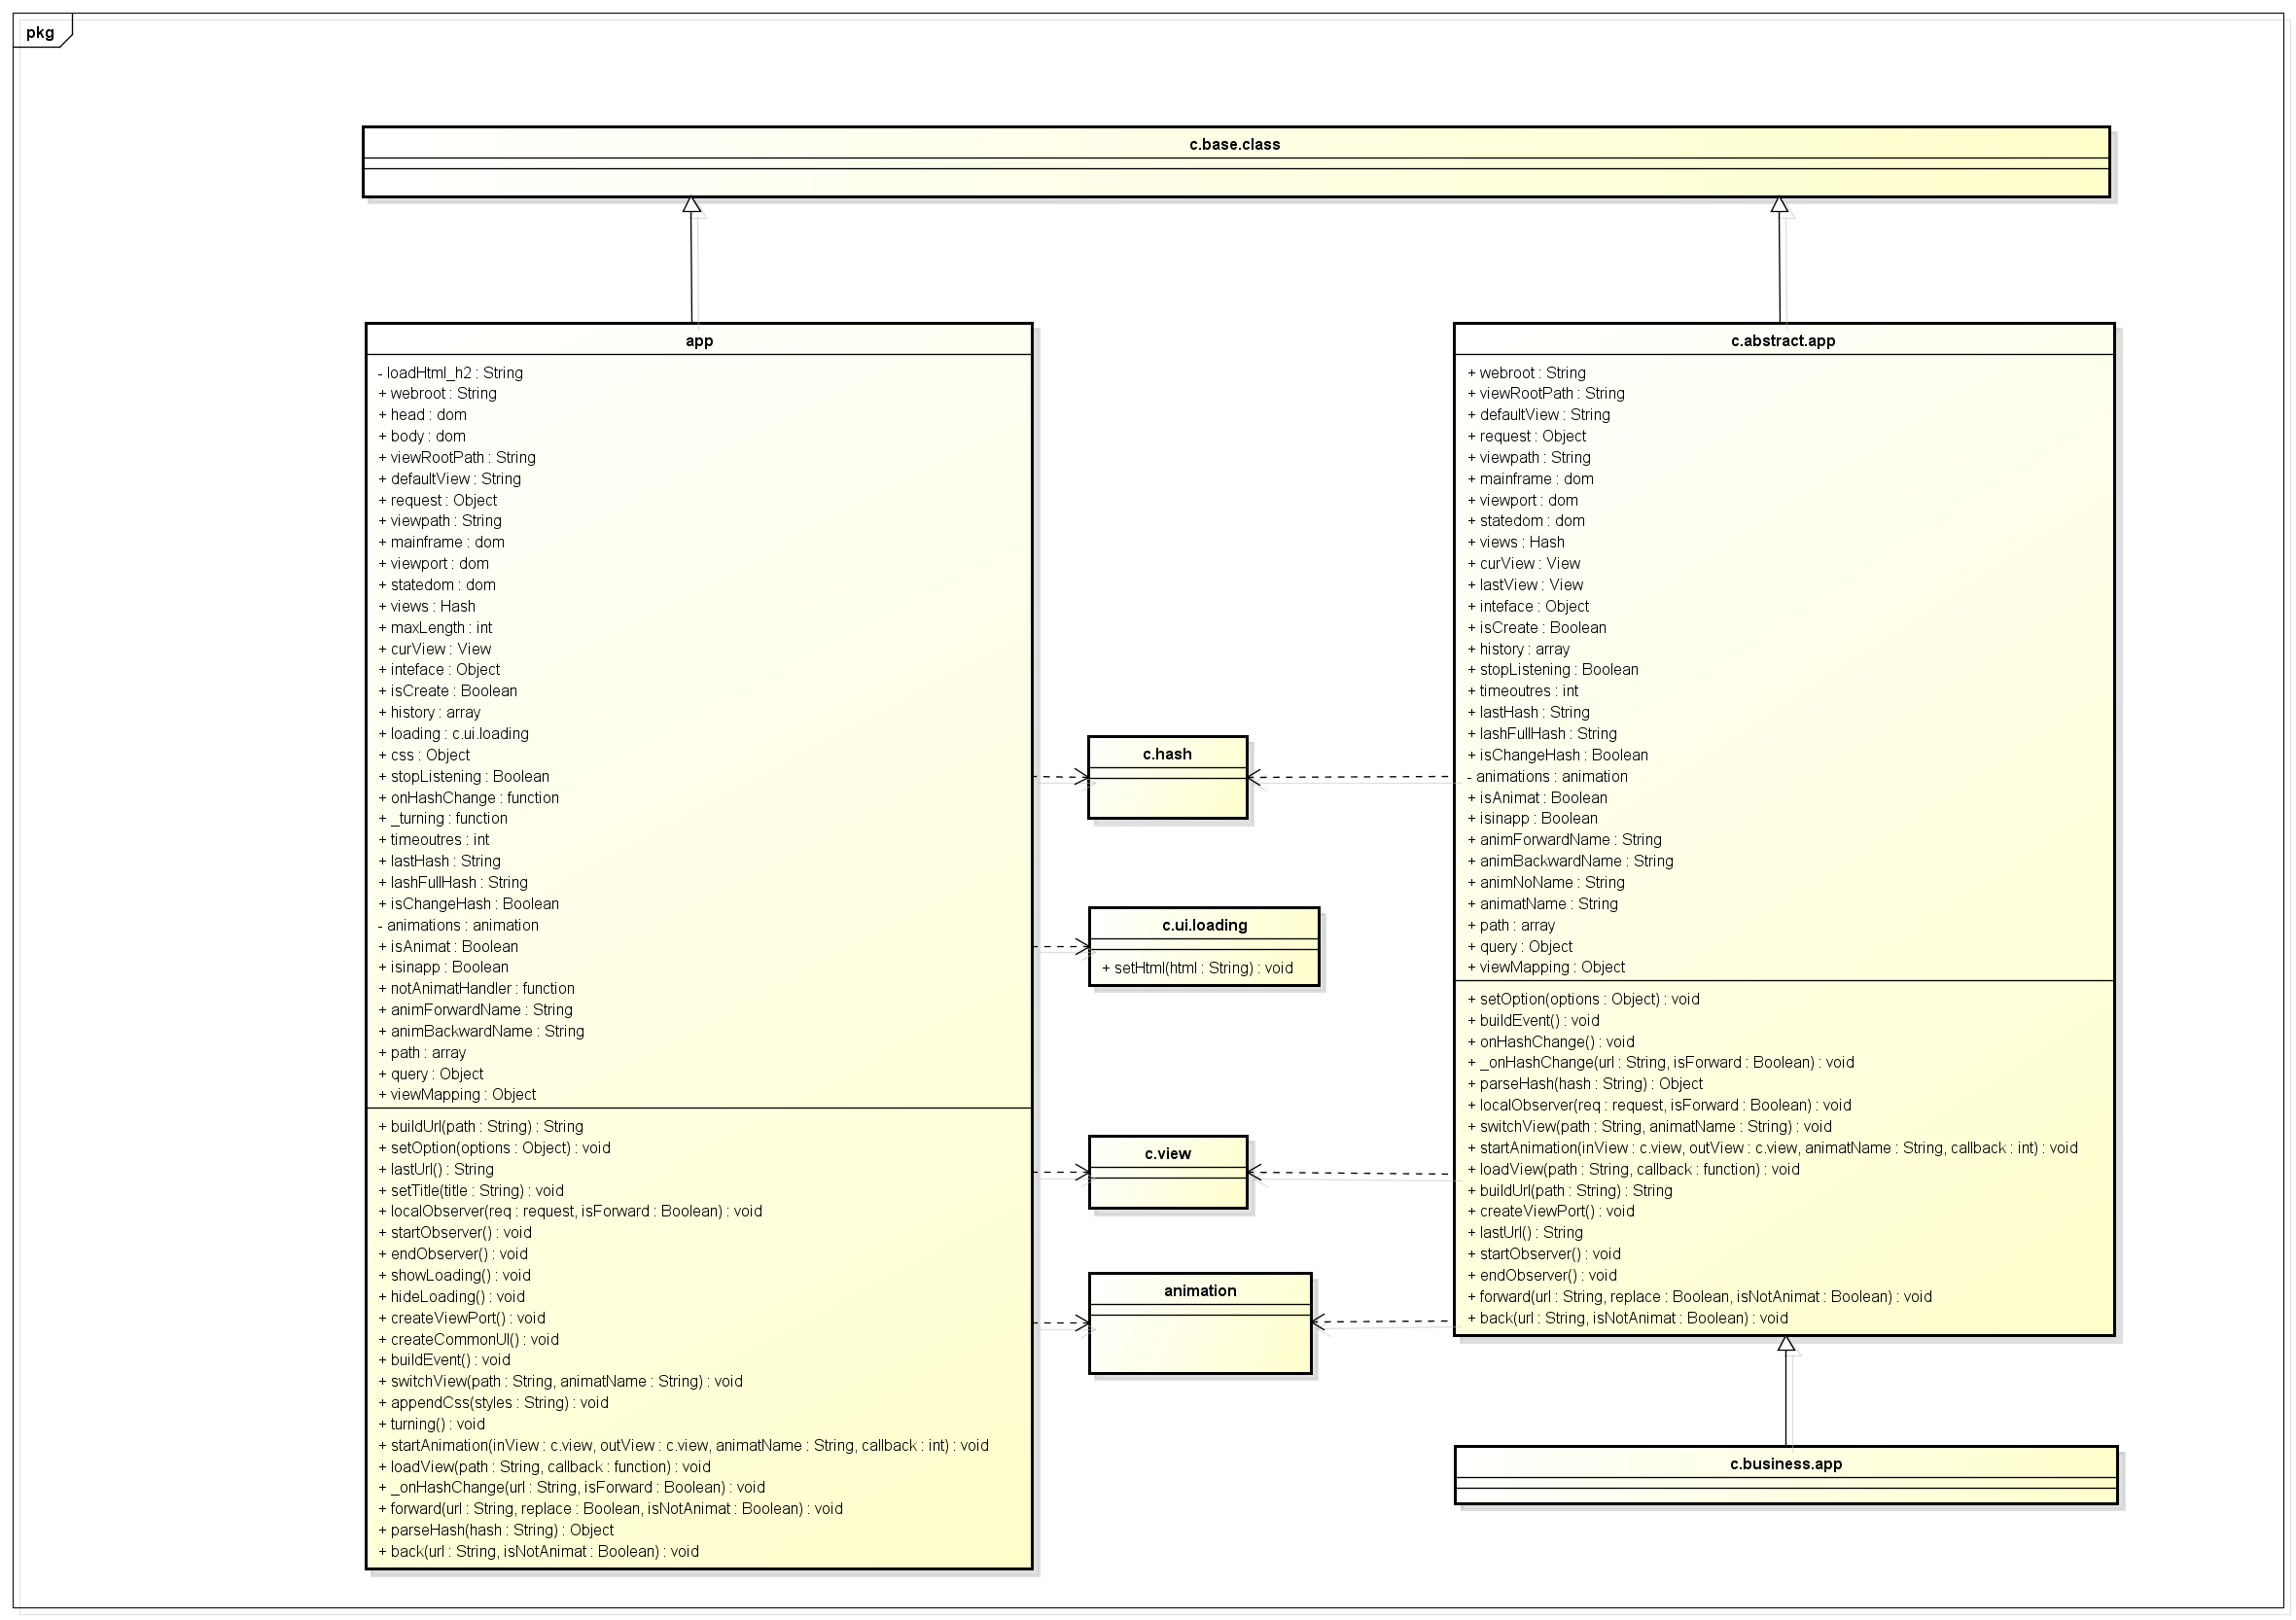 pkg
c.base.class
app
- loadHtml_h2 : String
+ webroot : String
+ head : dom
+ body : dom
+ viewRootPath : String
+ defaultView : String
+ request : Object
+ viewpath : String
+ mainframe : dom
+ viewport : dom
+ statedom : dom
+ views : Hash
+ maxLength : int
+ curView : View
+ inteface : Object
+ isCreate : Boolean
+ history : array
+ loading : c.ui.loading
+ css : Object
+ stopListening : Boolean
+ onHashChange : function
+ _turning : function
+ timeoutres : int
+ lastHash : String
+ lashFullHash : String
+ isChangeHash : Boolean
- animations : animation
+ isAnimat : Boolean
+ isinapp : Boolean
+ notAnimatHandler : function
+ animForwardName : String
+ animBackwardName : String
+ path : array
+ query : Object
+ viewMapping : Object
+ buildUrl(path : String) : String
+ setOption(options : Object) : void
+ lastUrl() : String
+ setTitle(title : String) : void
+ localObserver(req : request, isForward : Boolean) : void
+ startObserver() : void
+ endObserver() : void
+ showLoading() : void
+ hideLoading() : void
+ createViewPort() : void
+ createCommonUI() : void
+ buildEvent() : void
+ switchView(path : String, animatName : String) : void
+ appendCss(styles : String) : void
+ turning() : void
+ startAnimation(inView : c.view, outView : c.view, animatName : String, callback : int) : void
+ loadView(path : String, callback : function) : void
+ _onHashChange(url : String, isForward : Boolean) : void
+ forward(url : String, replace : Boolean, isNotAnimat : Boolean) : void
+ parseHash(hash : String) : Object
+ back(url : String, isNotAnimat : Boolean) : void
c.hash
c.ui.loading
+ setHtml(html : String) : void
c.view
animation
c.abstract.app
+ webroot : String
+ viewRootPath : String
+ defaultView : String
+ request : Object
+ viewpath : String
+ mainframe : dom
+ viewport : dom
+ statedom : dom
+ views : Hash
+ curView : View
+ lastView : View
+ inteface : Object
+ isCreate : Boolean
+ history : array
+ stopListening : Boolean
+ timeoutres : int
+ lastHash : String
+ lashFullHash : String
+ isChangeHash : Boolean
- animations : animation
+ isAnimat : Boolean
+ isinapp : Boolean
+ animForwardName : String
+ animBackwardName : String
+ animNoName : String
+ animatName : String
+ path : array
+ query : Object
+ viewMapping : Object
+ setOption(options : Object) : void
+ buildEvent() : void
+ onHashChange() : void
+ _onHashChange(url : String, isForward : Boolean) : void
+ parseHash(hash : String) : Object
+ localObserver(req : request, isForward : Boolean) : void
+ switchView(path : String, animatName : String) : void
+ startAnimation(inView : c.view, outView : c.view, animatName : String, callback : int) : void
+ loadView(path : String, callback : function) : void
+ buildUrl(path : String) : String
+ createViewPort() : void
+ lastUrl() : String
+ startObserver() : void
+ endObserver() : void
+ forward(url : String, replace : Boolean, isNotAnimat : Boolean) : void
+ back(url : String, isNotAnimat : Boolean) : void
c.business.app